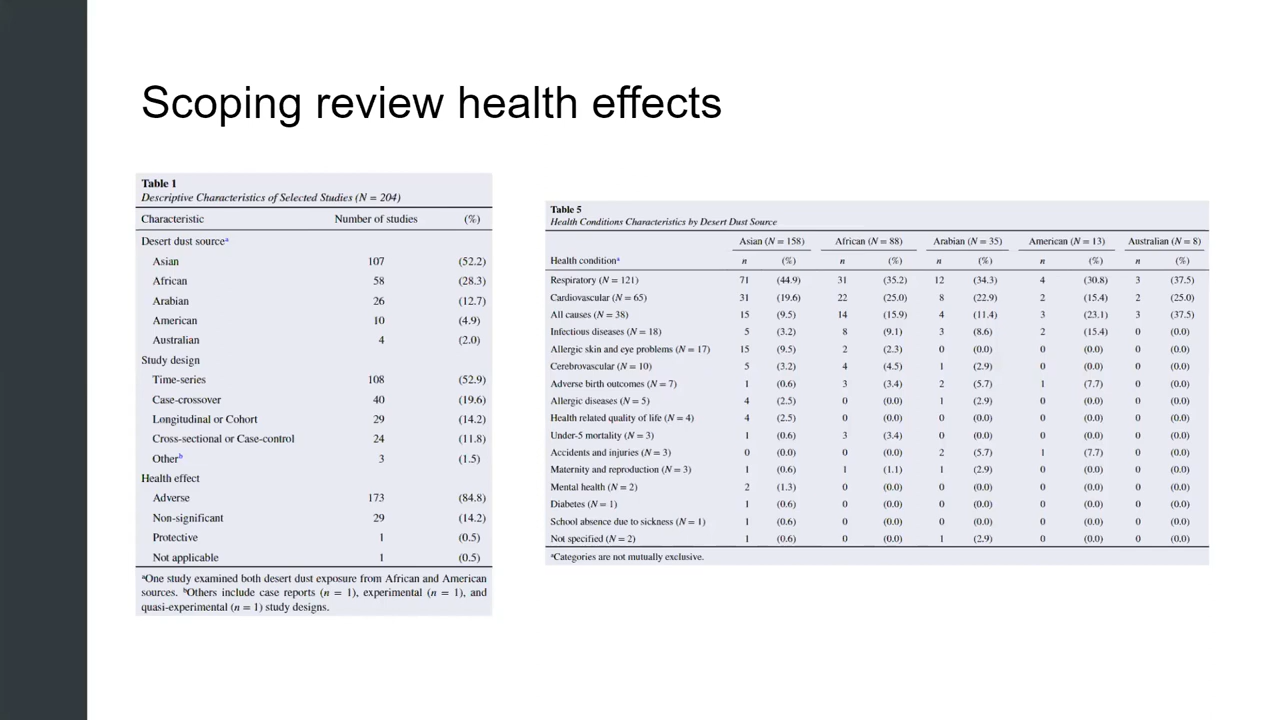 Scoping review health effects
Table 1
Descriptive Characteristics of Selected Studies (N = 204)
Characteristic Number of studies (%)
Desert dust sourceᵃ
Asian 107 (52.2)
African 58 (28.3)
Arabian 26 (12.7)
American 10 (4.9)
Australian 4 (2.0)
Study design
Time-series 108 (52.9)
Case-crossover 40 (19.6)
Longitudinal or Cohort 29 (14.2)
Cross-sectional or Case-control 24 (11.8)
Otherᵇ 3 (1.5)
Health effect
Adverse 173 (84.8)
Non-significant 29 (14.2)
Protective 1 (0.5)
Not applicable 1 (0.5)
ᵃOne study examined both desert dust exposure from African and American
sources. ᵇOthers include case reports (n = 1), experimental (n = 1), and
quasi-experimental (n = 1) study designs.
Table 5
Health Conditions Characteristics by Desert Dust Source
Asian (N = 158) African (N = 88) Arabian (N = 35) American (N = 13) Australian (N = 8)
Health conditionᵃ n (%) n (%) n (%) n (%) n (%)
Respiratory (N = 121) 71 (44.9) 31 (35.2) 12 (34.3) 4 (30.8) 3 (37.5)
Cardiovascular (N = 65) 31 (19.6) 22 (25.0) 8 (22.9) 2 (15.4) 2 (25.0)
All causes (N = 38) 15 (9.5) 14 (15.9) 4 (11.4) 3 (23.1) 3 (37.5)
Infectious diseases (N = 18) 5 (3.2) 8 (9.1) 3 (8.6) 2 (15.4) 0 (0.0)
Allergic skin and eye problems (N = 17) 15 (9.5) 2 (2.3) 0 (0.0) 0 (0.0) 0 (0.0)
Cerebrovascular (N = 10) 5 (3.2) 4 (4.5) 1 (2.9) 0 (0.0) 0 (0.0)
Adverse birth outcomes (N = 7) 1 (0.6) 3 (3.4) 2 (5.7) 1 (7.7) 0 (0.0)
Allergic diseases (N = 5) 4 (2.5) 0 (0.0) 1 (2.9) 0 (0.0) 0 (0.0)
Health related quality of life (N = 4) 4 (2.5) 0 (0.0) 0 (0.0) 0 (0.0) 0 (0.0)
Under-5 mortality (N = 3) 1 (0.6) 3 (3.4) 0 (0.0) 0 (0.0) 0 (0.0)
Accidents and injuries (N = 3) 0 (0.0) 0 (0.0) 2 (5.7) 1 (7.7) 0 (0.0)
Maternity and reproduction (N = 3) 1 (0.6) 1 (1.1) 1 (2.9) 0 (0.0) 0 (0.0)
Mental health (N = 2) 2 (1.3) 0 (0.0) 0 (0.0) 0 (0.0) 0 (0.0)
Diabetes (N = 1) 1 (0.6) 0 (0.0) 0 (0.0) 0 (0.0) 0 (0.0)
School absence due to sickness (N = 1) 1 (0.6) 0 (0.0) 0 (0.0) 0 (0.0) 0 (0.0)
Not specified (N = 2) 1 (0.6) 0 (0.0) 1 (2.9) 0 (0.0) 0 (0.0)
ᵃCategories are not mutually exclusive.